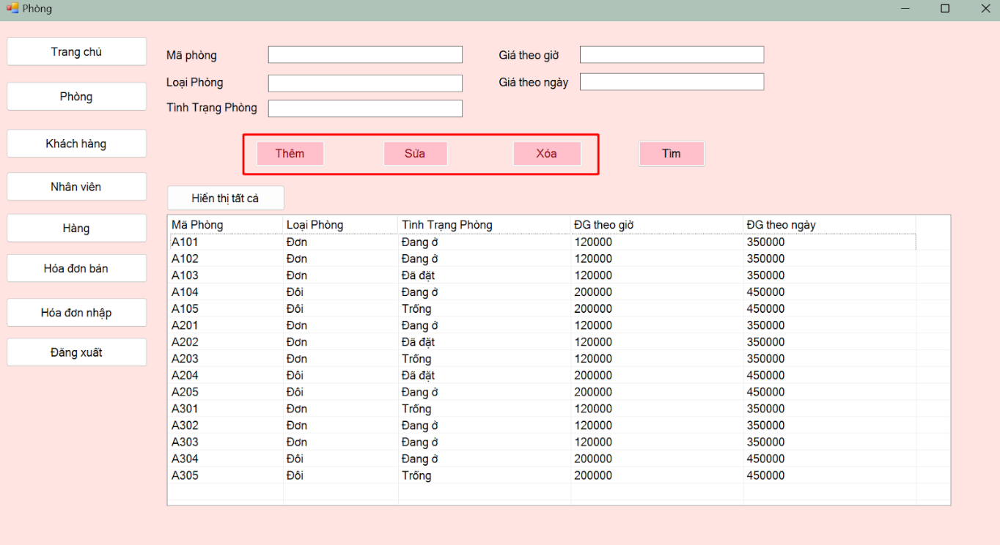 Phòng
Trang chủ
Phòng
Khách hàng
Nhân viên
Hàng
Hóa đơn bán
Hóa đơn nhập
Đăng xuất
Mã phòng
Giá theo giờ
Loại Phòng
Giá theo ngày
Tình Trạng Phòng
Thêm Sửa Xóa Tìm
Hiển thị tất cả
Mã Phòng Loại Phòng Tình Trạng Phòng ĐG theo giờ ĐG theo ngày
A101 Đơn Đang ở 120000 350000
A102 Đơn Đang ở 120000 350000
A103 Đơn Đã đặt 120000 350000
A104 Đôi Đang ở 200000 450000
A105 Đôi Trống 200000 450000
A201 Đơn Đang ở 120000 350000
A202 Đơn Đã đặt 120000 350000
A203 Đơn Trống 120000 350000
A204 Đôi Đã đặt 200000 450000
A205 Đôi Đang ở 200000 450000
A301 Đơn Trống 120000 350000
A302 Đơn Đang ở 120000 350000
A303 Đơn Đang ở 120000 350000
A304 Đôi Đang ở 200000 450000
A305 Đôi Trống 200000 450000